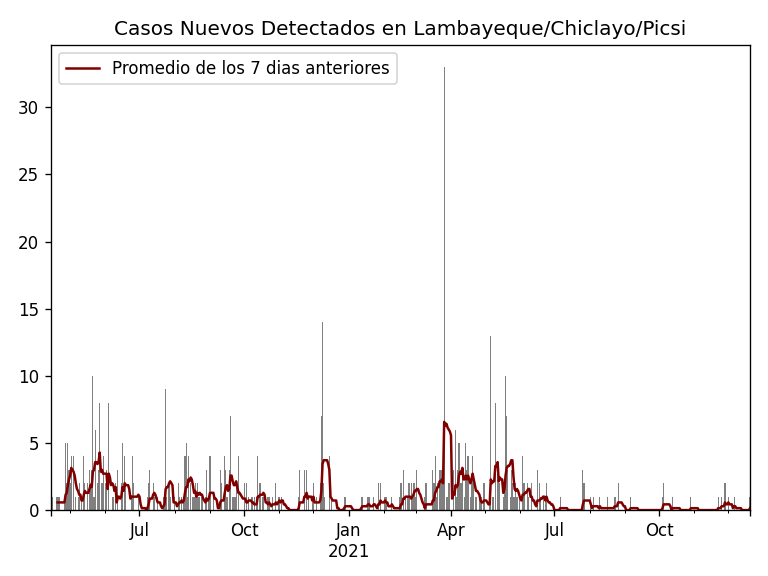 Casos Nuevos Detectados en Lambayeque/Chiclayo/Picsi
Promedio de los 7 dias anteriores
30
25
20
15
10
5
0
Jul
Oct
Jan
2021
Apr
Jul
Oct